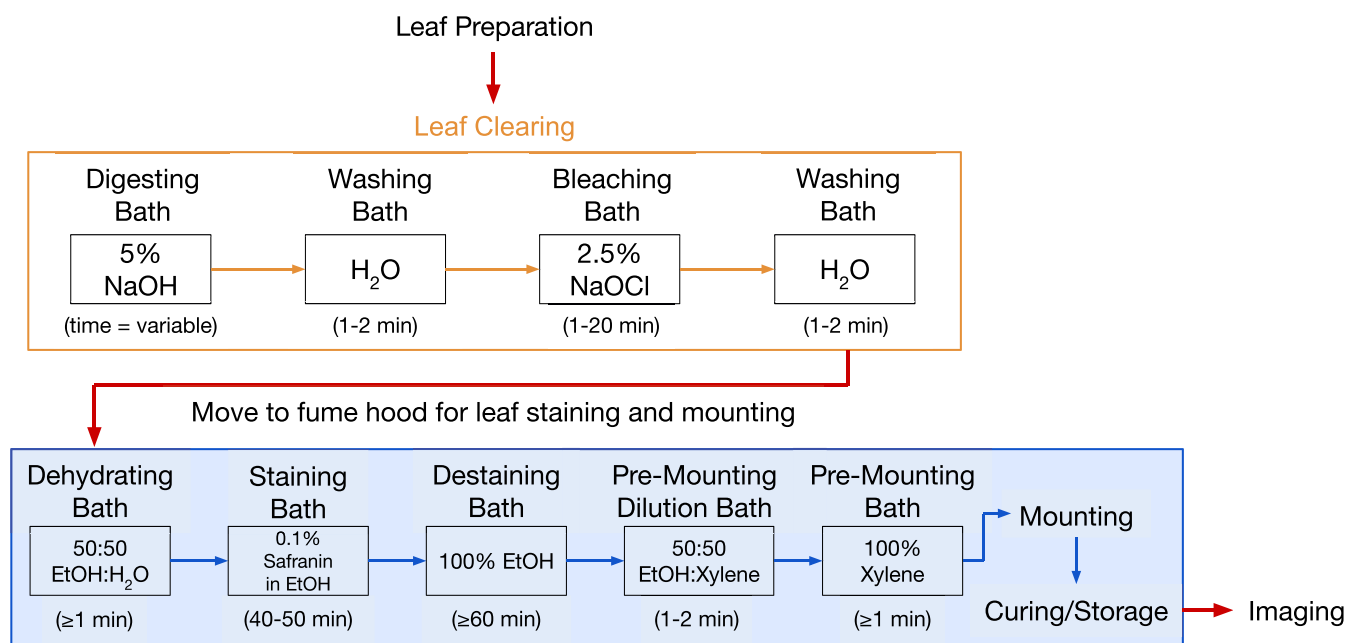 Leaf Preparation
Leaf Clearing
Digesting
Bath
5%
NaOH
(time = variable)
Washing
Bath
H₂O
(1-2 min)
Bleaching
Bath
2.5%
NaOCl
(1-20 min)
Washing
Bath
H₂O
(1-2 min)
Move to fume hood for leaf staining and mounting
Dehydrating
Bath
50:50
EtOH:H₂O
(≥1 min)
Staining
Bath
0.1%
Safranin
in EtOH
(40-50 min)
Destaining
Bath
100% EtOH
(≥60 min)
Pre-Mounting
Dilution Bath
50:50
EtOH:Xylene
(1-2 min)
Pre-Mounting
Bath
100%
Xylene
(≥1 min)
Mounting
Curing/Storage
Imaging